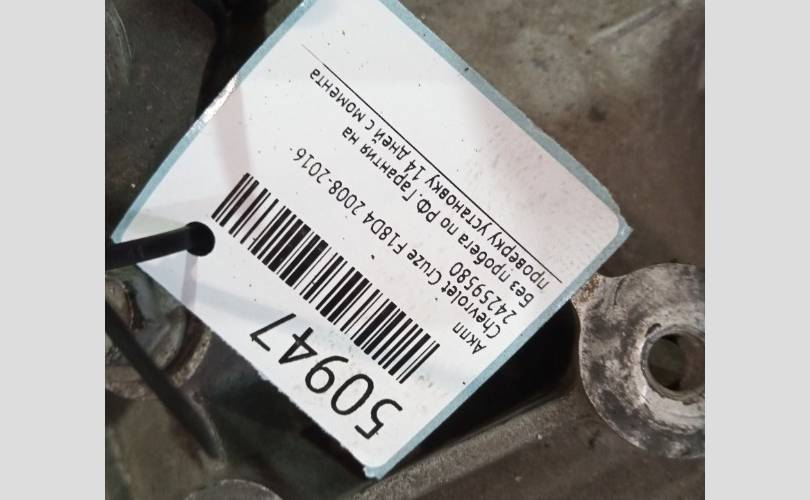 50947
Акпп
Chevrolet Cruze F18D4 2008-2016
24259580
Без пробега по РФ. Гарантия на
проверку установку 14 дней с момента